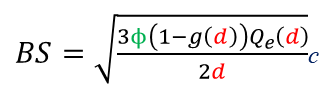 BS = √(3ϕ(1−g(d))Qₑ(d) / 2d) c